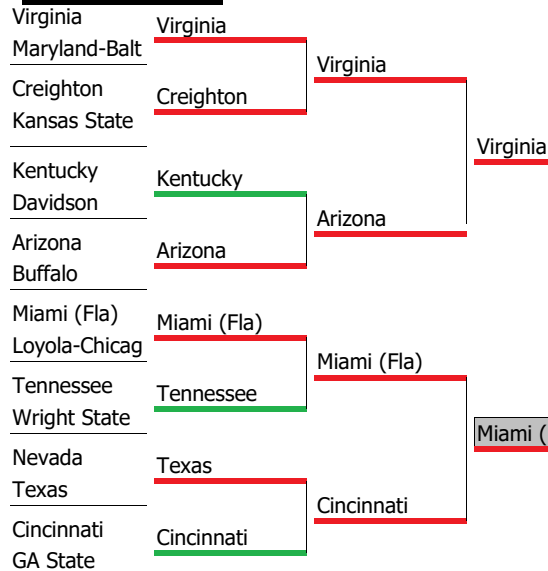 Virginia
Maryland-Balt
Creighton
Kansas State
Kentucky
Davidson
Arizona
Buffalo
Miami (Fla)
Loyola-Chicag
Tennessee
Wright State
Nevada
Texas
Cincinnati
GA State
Virginia
Creighton
Kentucky
Arizona
Miami (Fla)
Tennessee
Texas
Cincinnati
Virginia
Arizona
Miami (Fla)
Cincinnati
Virginia
Miami (